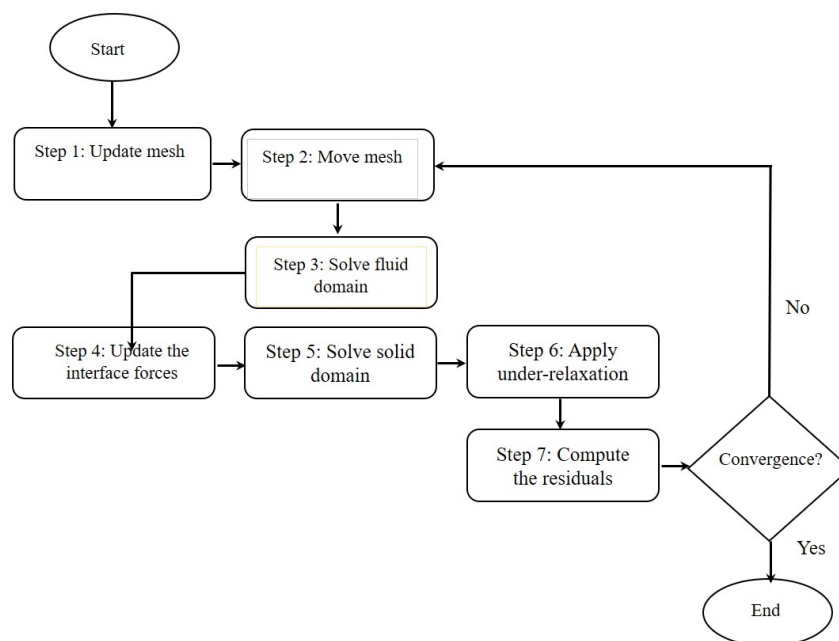 Start
Step 1: Update mesh
Step 2: Move mesh
Step 3: Solve fluid
domain
Step 4: Update the
interface forces
Step 5: Solve solid
domain
Step 6: Apply
under-relaxation
Step 7: Compute
the residuals
Convergence?
No
Yes
End